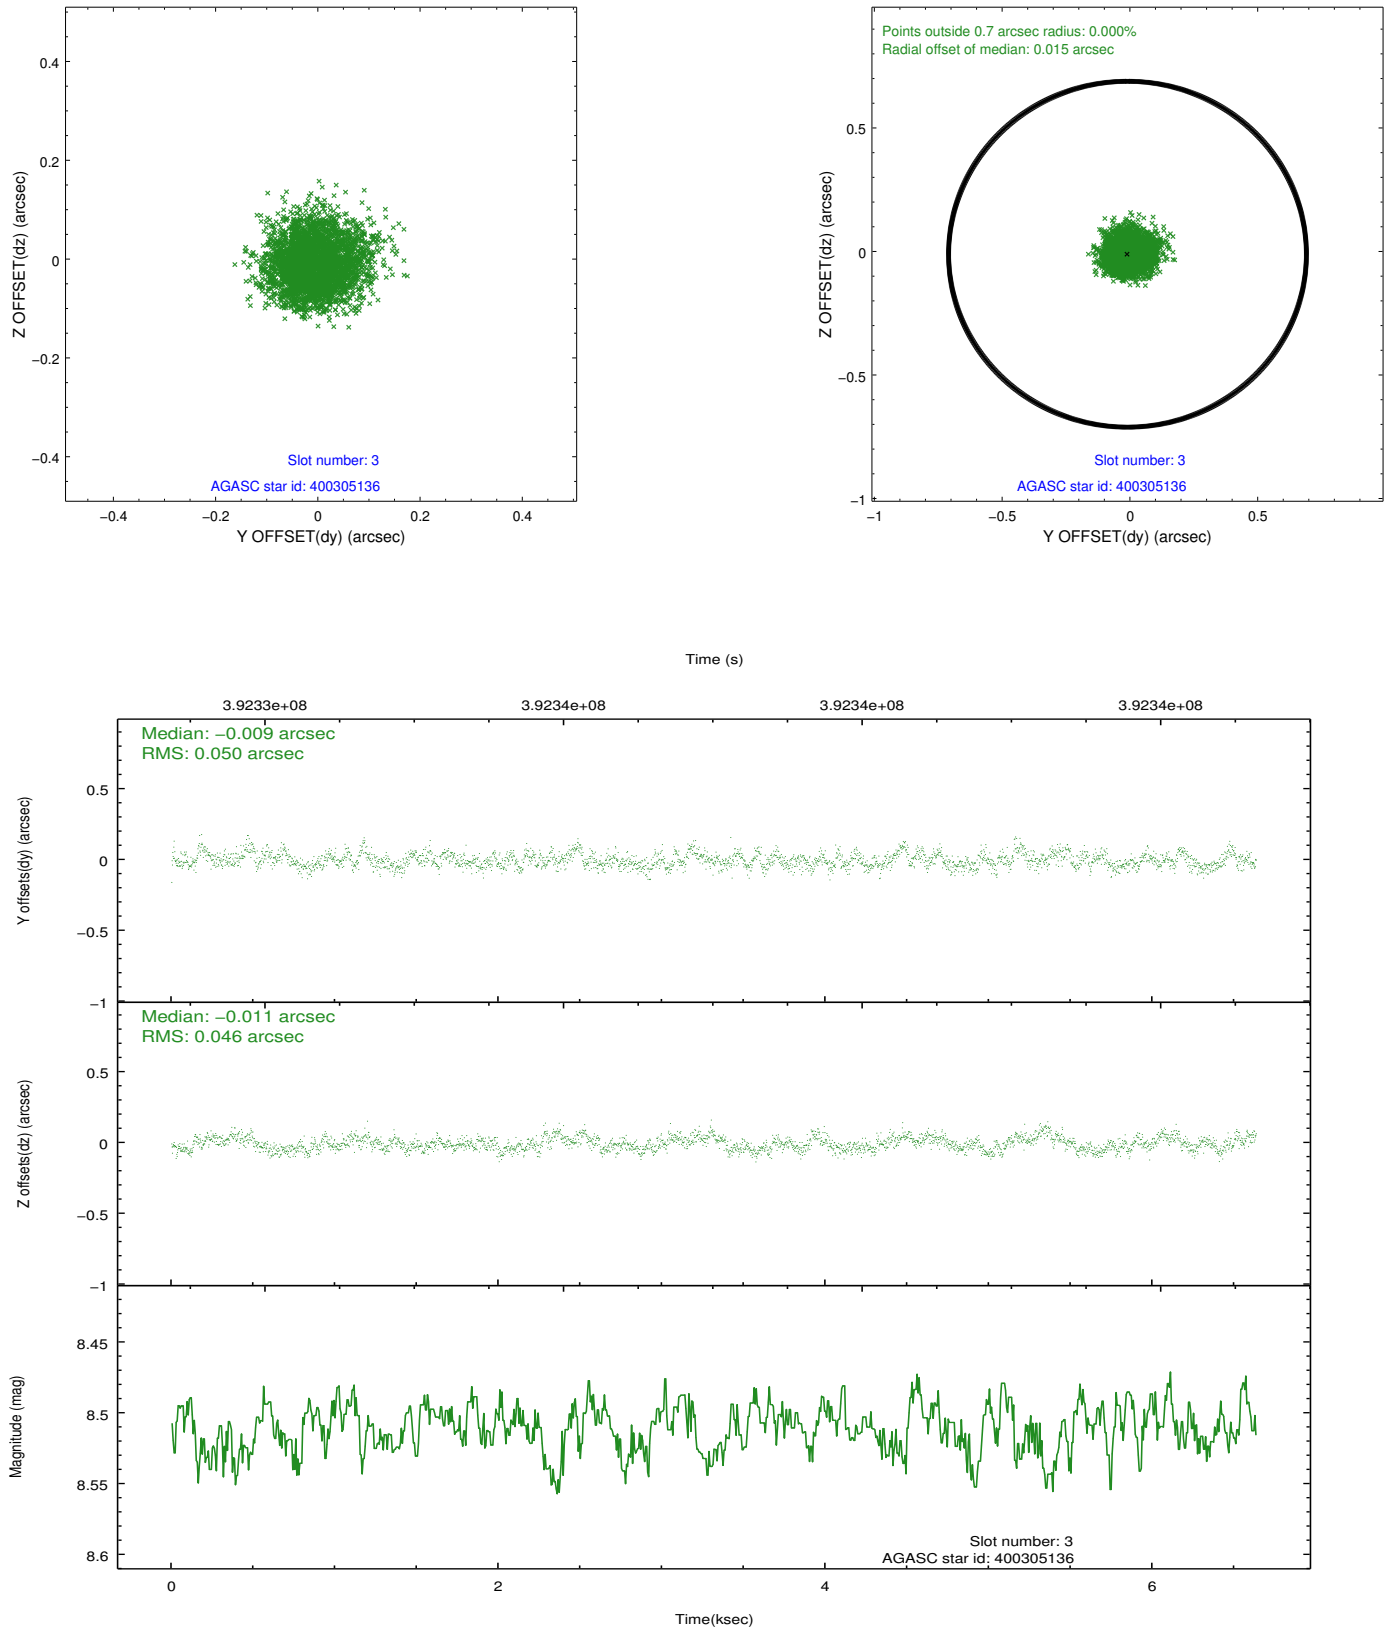 0.4
0.2
0
−0.2
−0.4
Z OFFSET(dz) (arcsec)
Slot number: 3
AGASC star id: 400305136
−0.4
−0.2
0
0.2
0.4
Y OFFSET(dy) (arcsec)
Points outside 0.7 arcsec radius: 0.000%
Radial offset of median: 0.015 arcsec
0.5
0
−0.5
−1
Z OFFSET(dz) (arcsec)
Slot number: 3
AGASC star id: 400305136
−1
−0.5
0
0.5
Y OFFSET(dy) (arcsec)
Time (s)
3.9233e+08
3.9234e+08
3.9234e+08
3.9234e+08
Median: −0.009 arcsec
RMS: 0.050 arcsec
0.5
0
−0.5
−1
Y offsets(dy) (arcsec)
Median: −0.011 arcsec
RMS: 0.046 arcsec
0.5
0
−0.5
−1
Z offsets(dz) (arcsec)
8.45
8.5
8.55
8.6
Magnitude (mag)
Slot number: 3
AGASC star id: 400305136
0
2
4
6
Time(ksec)